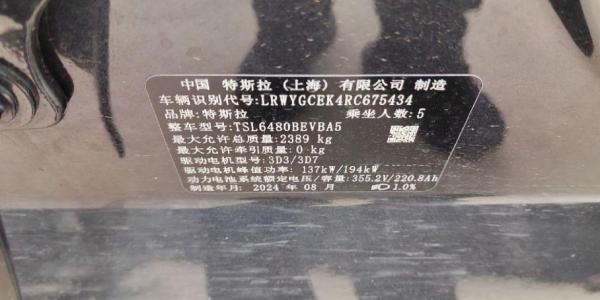 中国 特斯拉（上海）有限公司 制造
车辆识别代号:LRWYGCEK4RC675434
品牌:特斯拉 乘坐人数:5
整车型号:TSL6480BEVBA5
最大允许总质量:2389 kg
最大允许牵引质量:0 kg
驱动电机型号:3D3/3D7
驱动电机峰值功率: 137kW/194kW
动力电池系统额定电压/容量:355.2V/220.8Ah
制造年月: 2024 年 08 月 1.0%